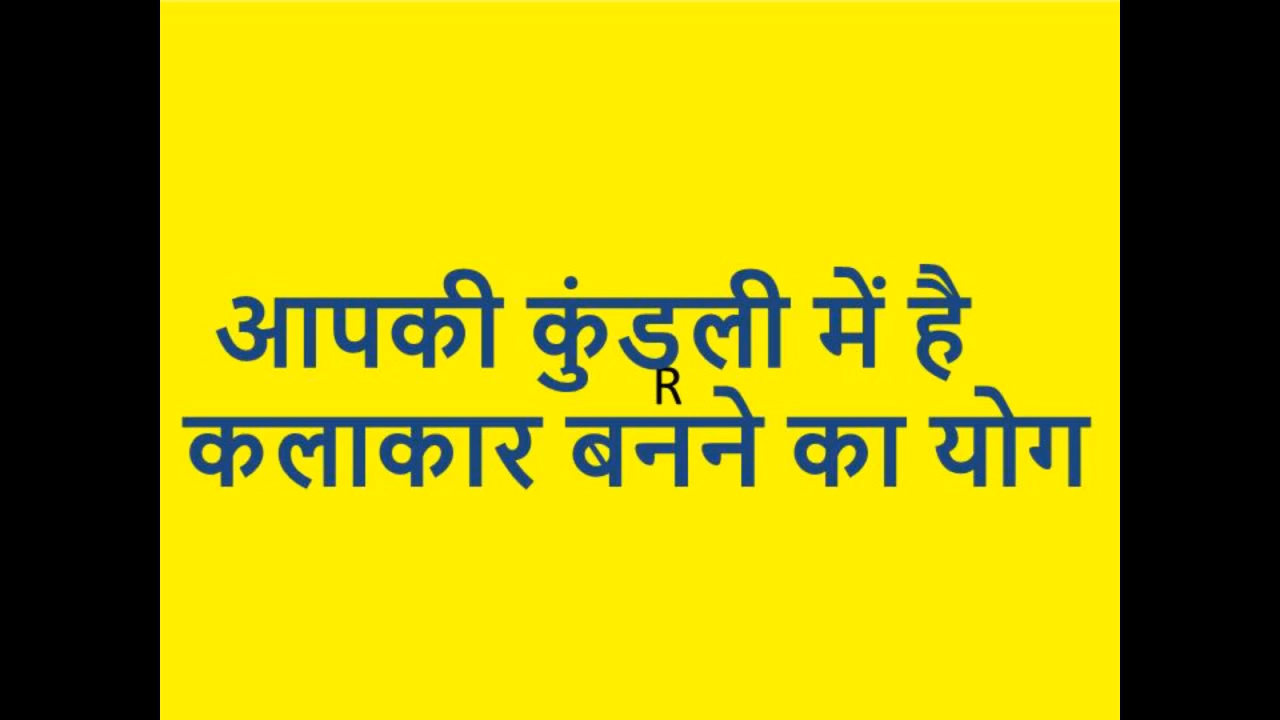 आपकी कुंडली में है
R
कलाकार बनने का योग